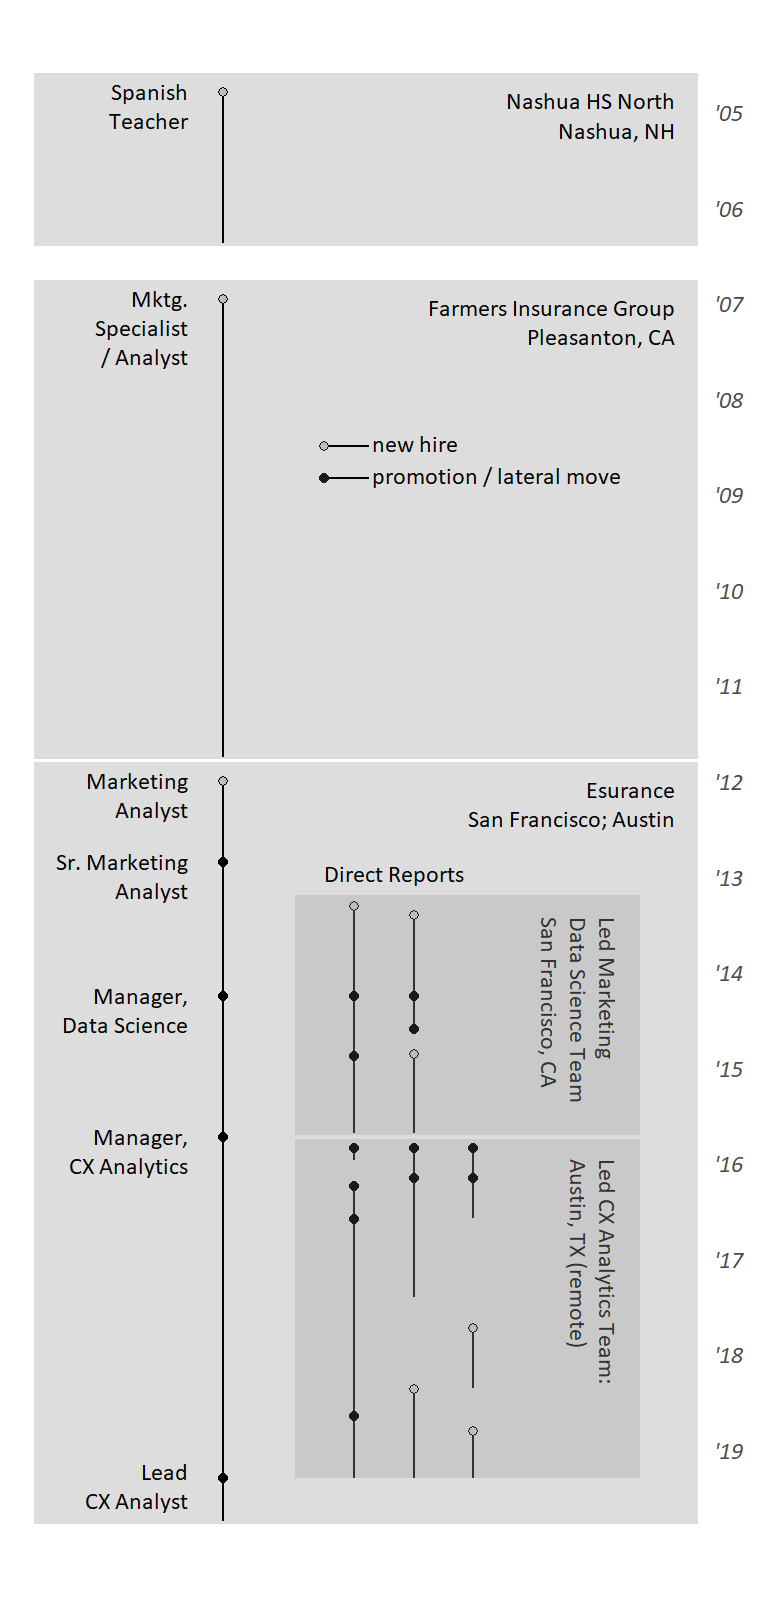 Spanish
Teacher
Nashua HS North
Nashua, NH
'05
'06
Mktg.
Specialist
/ Analyst
Farmers Insurance Group
Pleasanton, CA
'07
'08
new hire
promotion / lateral move
'09
'10
'11
Marketing
Analyst
Esurance
San Francisco; Austin
'12
Sr. Marketing
Analyst
Direct Reports
'13
Led Marketing
Data Science Team
San Francisco, CA
'14
Manager,
Data Science
'15
Manager,
CX Analytics
Led CX Analytics Team:
Austin, TX (remote)
'16
'17
'18
'19
Lead
CX Analyst